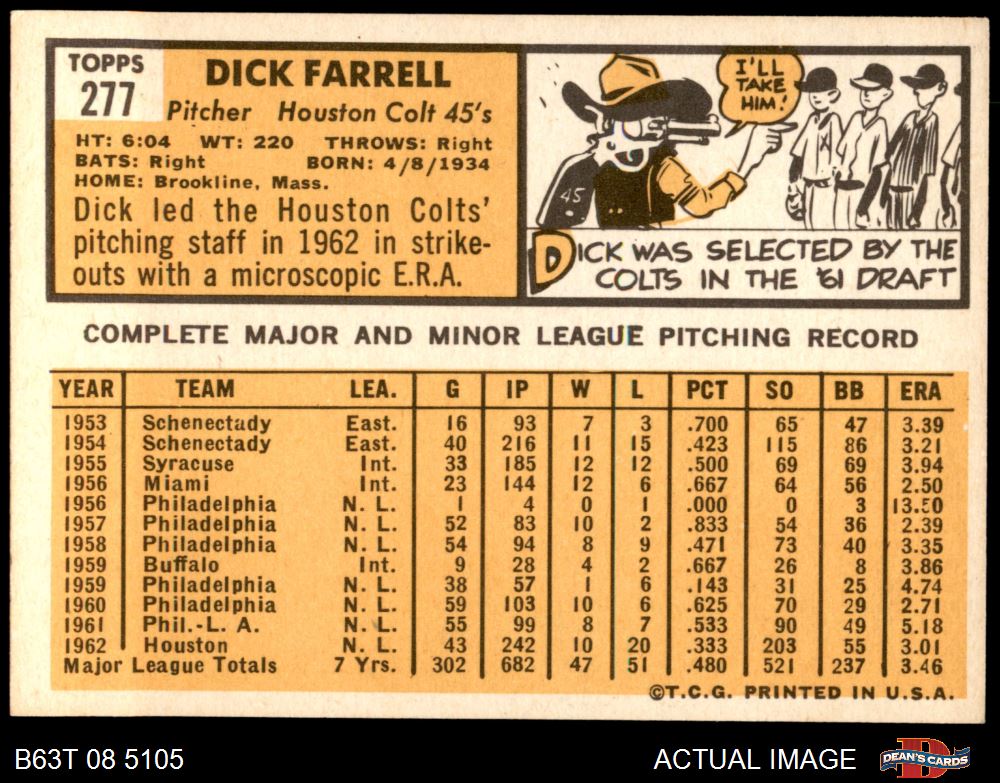 TOPPS
277
DICK FARRELL
Pitcher Houston Colt 45's
HT: 6:04 WT: 220 THROWS: Right
BATS: Right BORN: 4/8/1934
HOME: Brookline, Mass.
Dick led the Houston Colts'
pitching staff in 1962 in strike-
outs with a microscopic E.R.A.
I'LL
TAKE
HIM!
45
DICK WAS SELECTED BY THE
COLTS IN THE '61 DRAFT
COMPLETE MAJOR AND MINOR LEAGUE PITCHING RECORD
YEAR TEAM LEA. G IP W L PCT SO BB ERA
1953 Schenectady East. 16 93 7 3 .700 65 47 3.39
1954 Schenectady East. 40 216 11 15 .423 115 86 3.21
1955 Syracuse Int. 33 185 12 12 .500 69 69 3.94
1956 Miami Int. 23 144 12 6 .667 64 56 2.50
1956 Philadelphia N. L. 1 4 0 1 .000 0 3 13.50
1957 Philadelphia N. L. 52 83 10 2 .833 54 36 2.39
1958 Philadelphia N. L. 54 94 8 9 .471 73 40 3.35
1959 Buffalo Int. 9 28 4 2 .667 26 8 3.86
1959 Philadelphia N. L. 38 57 1 6 .143 31 25 4.74
1960 Philadelphia N. L. 59 103 10 6 .625 70 29 2.71
1961 Phil.-L. A. N. L. 55 99 8 7 .533 90 49 5.18
1962 Houston N. L. 43 242 10 20 .333 203 55 3.01
Major League Totals 7 Yrs. 302 682 47 51 .480 521 237 3.46
©T.C.G. PRINTED IN U.S.A.
B63T 08 5105 ACTUAL IMAGE
D
DEAN'S CARDS